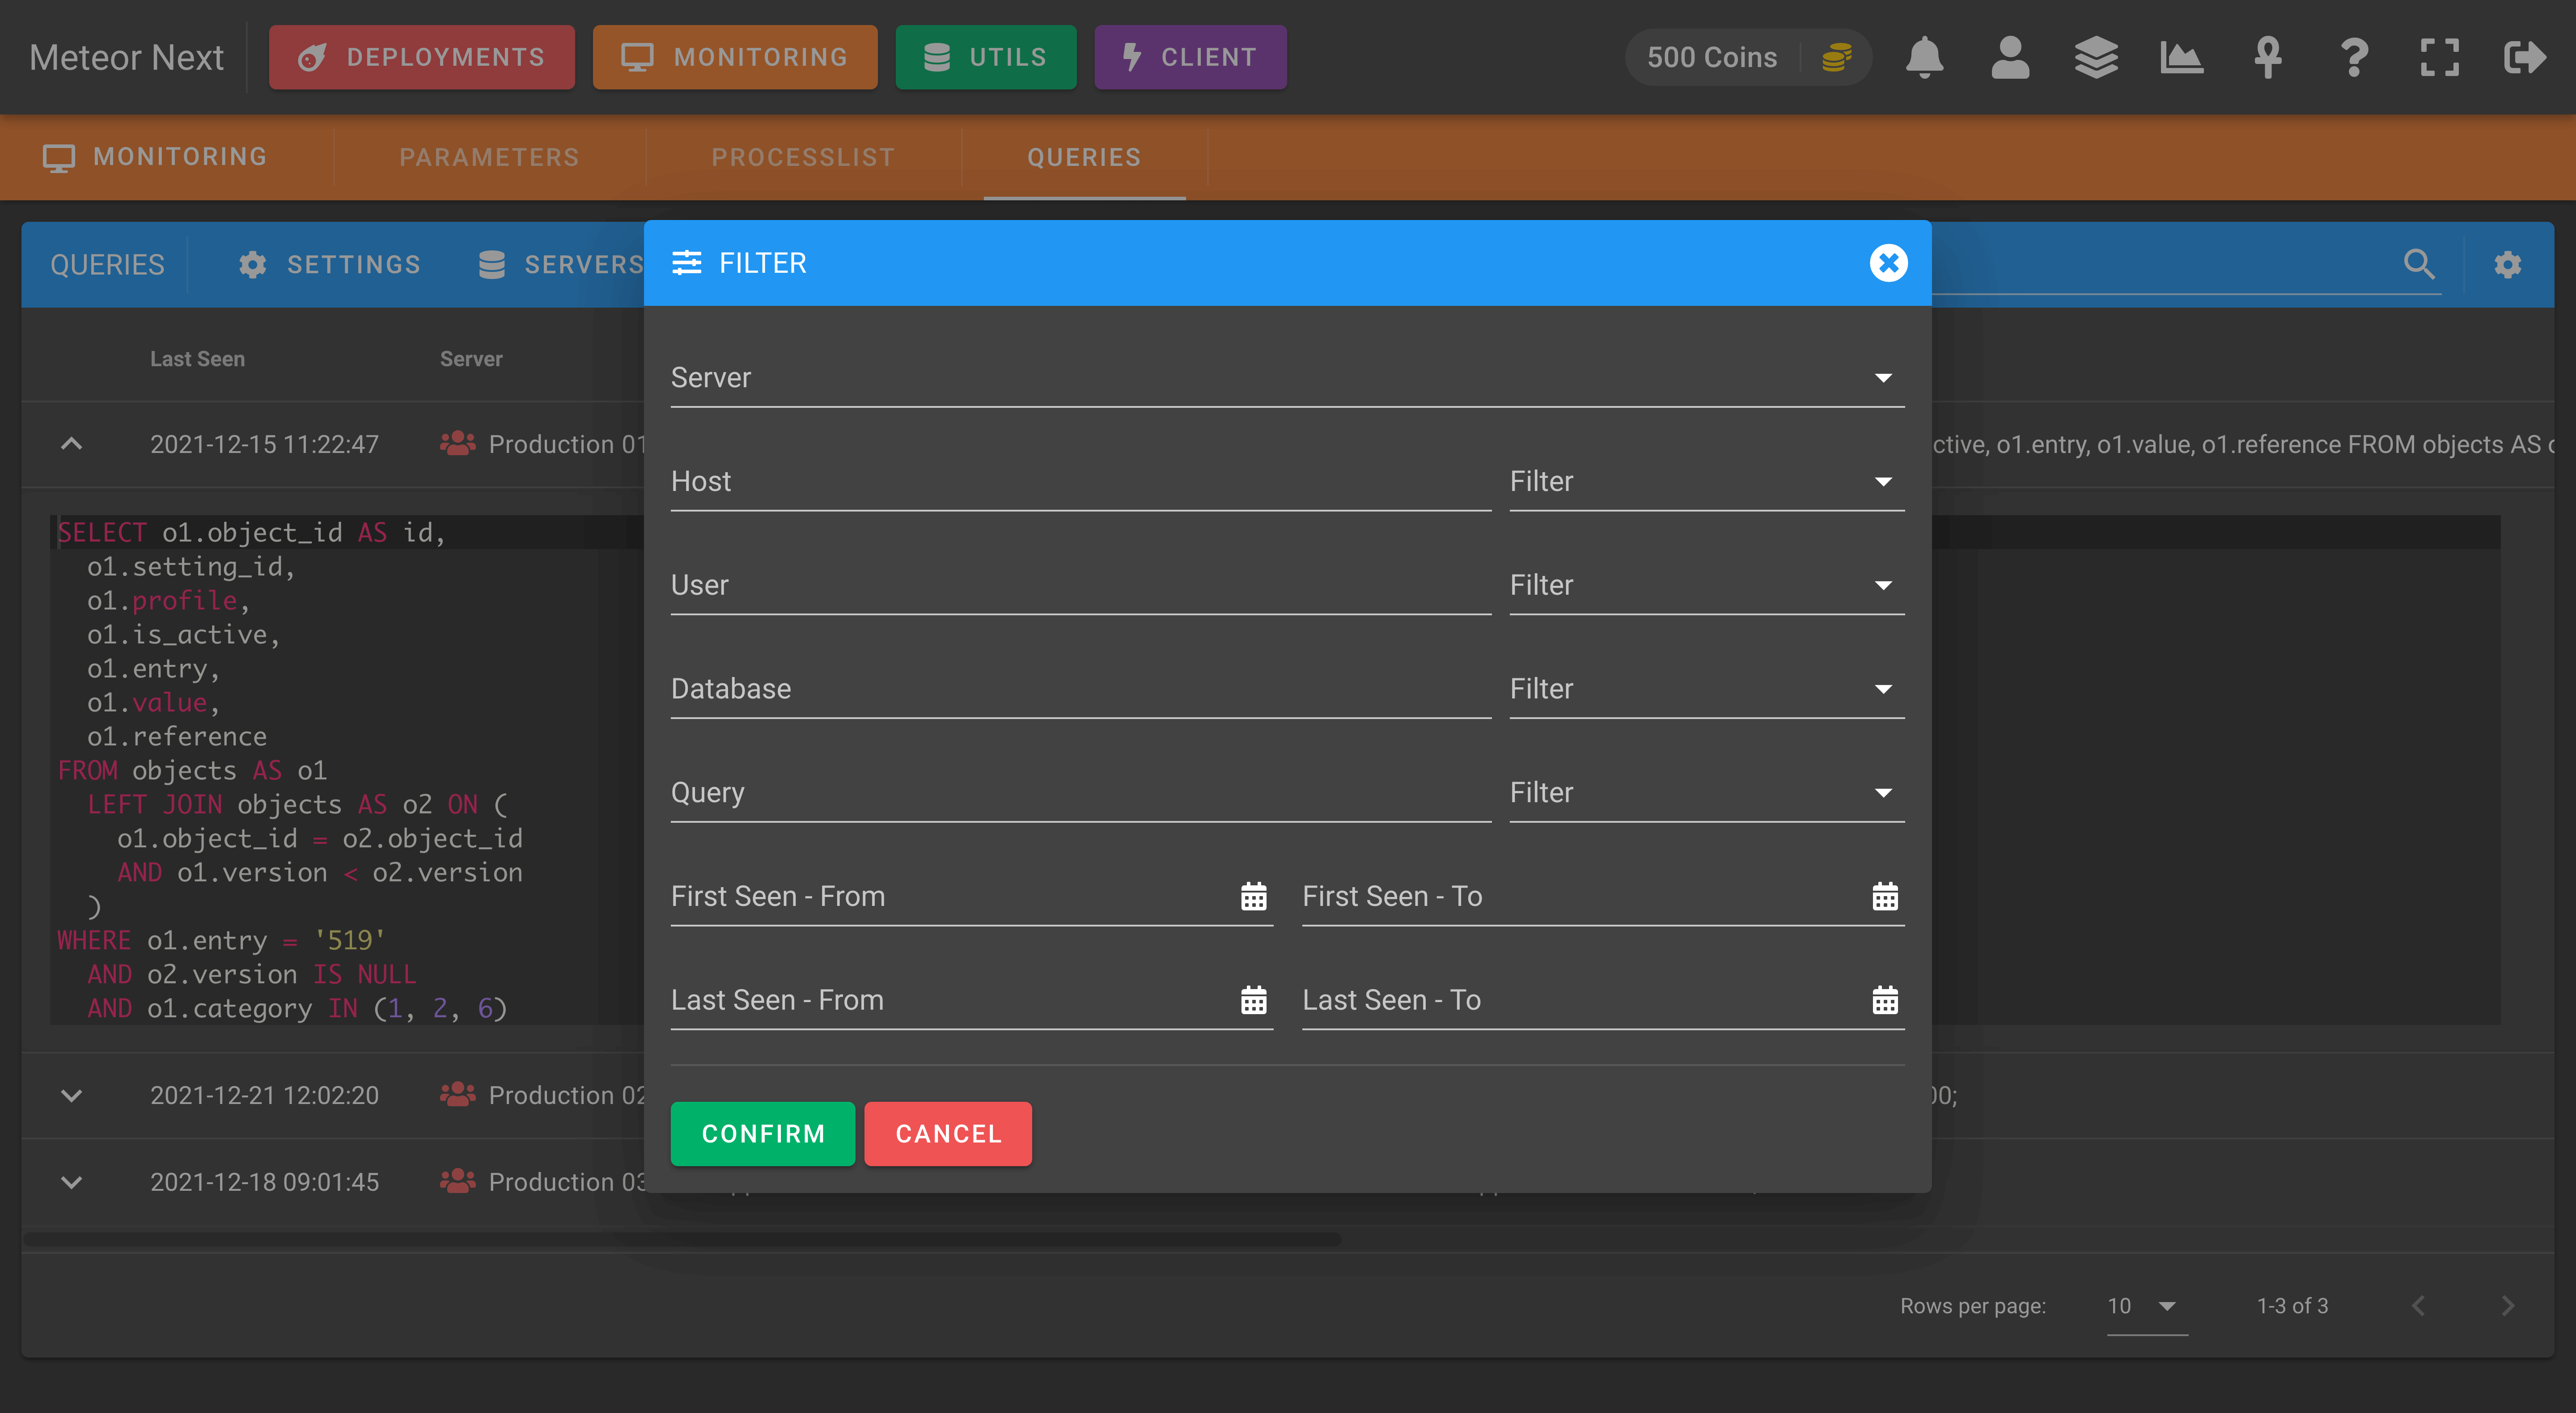 Meteor Next
DEPLOYMENTS
MONITORING
UTILS
CLIENT
500 Coins
MONITORING
PARAMETERS
PROCESSLIST
QUERIES
QUERIES
SETTINGS
SERVERS
Last Seen
Server
2021-12-15 11:22:47
Production 01
ctive, o1.entry, o1.value, o1.reference FROM objects AS
SELECT o1.object_id AS id,
o1.setting_id,
o1.profile,
o1.is_active,
o1.entry,
o1.value,
o1.reference
FROM objects AS o1
LEFT JOIN objects AS o2 ON (
o1.object_id = o2.object_id
AND o1.version < o2.version
)
WHERE o1.entry = '519'
AND o2.version IS NULL
AND o1.category IN (1, 2, 6)
2021-12-21 12:02:20
Production 02
00;
2021-12-18 09:01:45
Production 03
Rows per page:
10
1-3 of 3
FILTER
Server
Host
Filter
User
Filter
Database
Filter
Query
Filter
First Seen - From
First Seen - To
Last Seen - From
Last Seen - To
CONFIRM
CANCEL